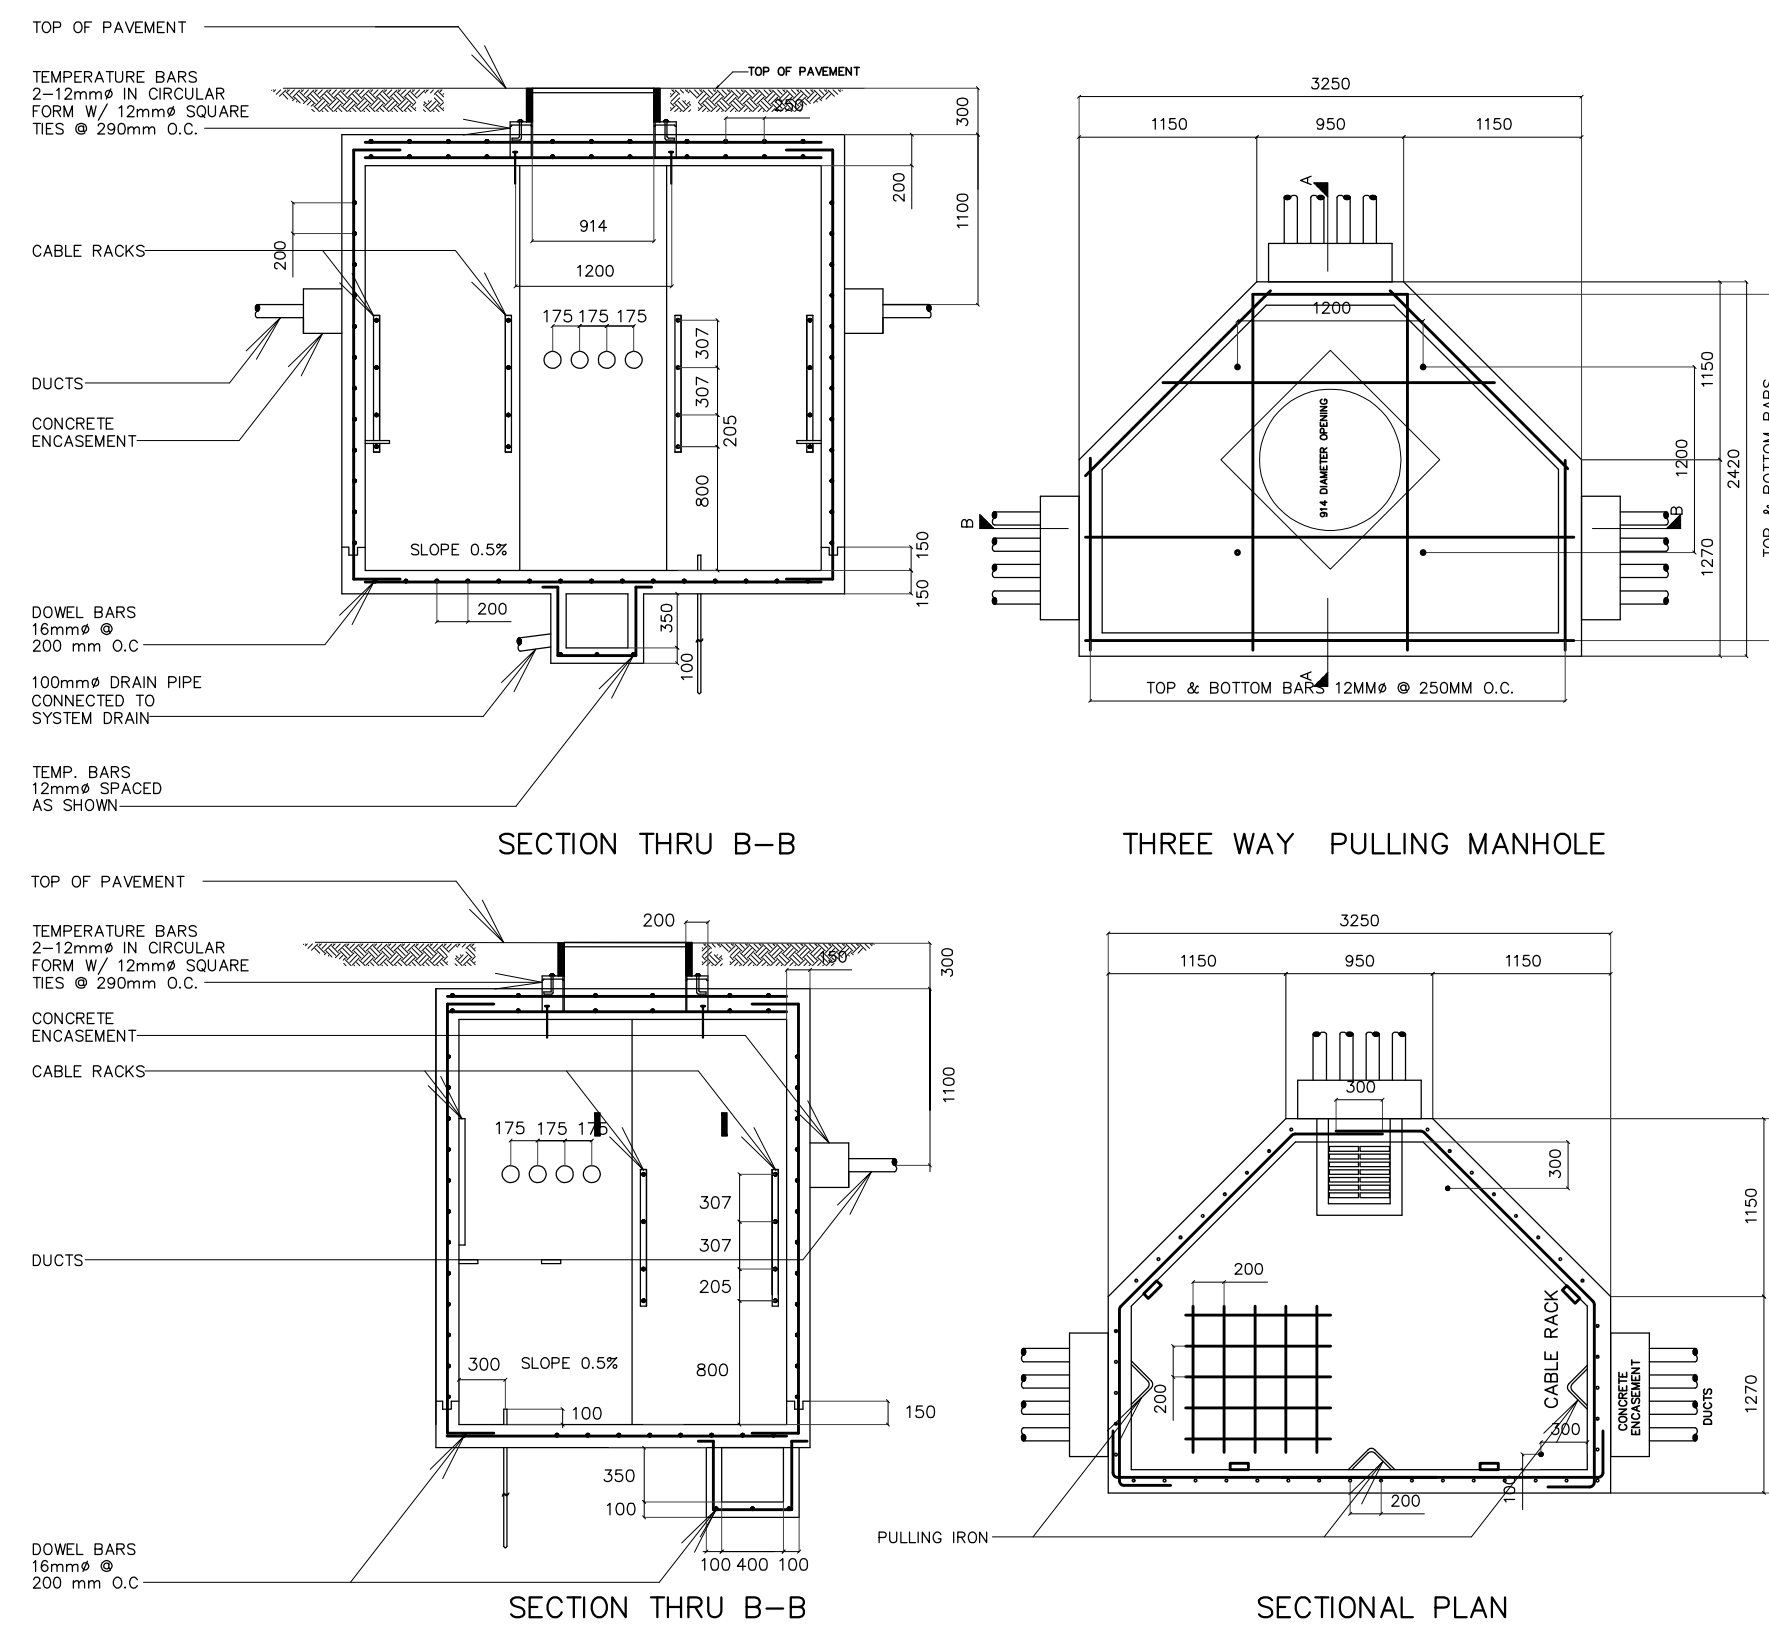 TOP OF PAVEMENT
TEMPERATURE BARS
2-12mmø IN CIRCULAR
FORM W/ 12mmø SQUARE
TIES @ 290mm O.C.
CABLE RACKS
DUCTS
CONCRETE
ENCASEMENT
DOWEL BARS
16mmø @
200 mm O.C
100mmø DRAIN PIPE
CONNECTED TO
SYSTEM DRAIN
TEMP. BARS
12mmø SPACED
AS SHOWN
TOP OF PAVEMENT
250
300
200
1100
914
200
1200
175 175 175
307
307
205
800
SLOPE 0.5%
150
150
200
350
100
SECTION THRU B-B
3250
1150 950 1150
A
1200
914 DIAMETER OPENING
1150
1200
2420
1270
B
B
A
TOP & BOTTOM BARS
TOP & BOTTOM BARS 12MMø @ 250MM O.C.
THREE WAY PULLING MANHOLE
TOP OF PAVEMENT
TEMPERATURE BARS
2-12mmø IN CIRCULAR
FORM W/ 12mmø SQUARE
TIES @ 290mm O.C.
CONCRETE
ENCASEMENT
CABLE RACKS
DUCTS
DOWEL BARS
16mmø @
200 mm O.C
200
150
300
1100
175 175 175
307
307
205
800
300
SLOPE 0.5%
100
150
350
100
100 400 100
SECTION THRU B-B
3250
1150 950 1150
300
300
1150
200
200
CABLE RACK
CONCRETE
ENCASEMENT
DUCTS
1270
300
100
200
PULLING IRON
SECTIONAL PLAN